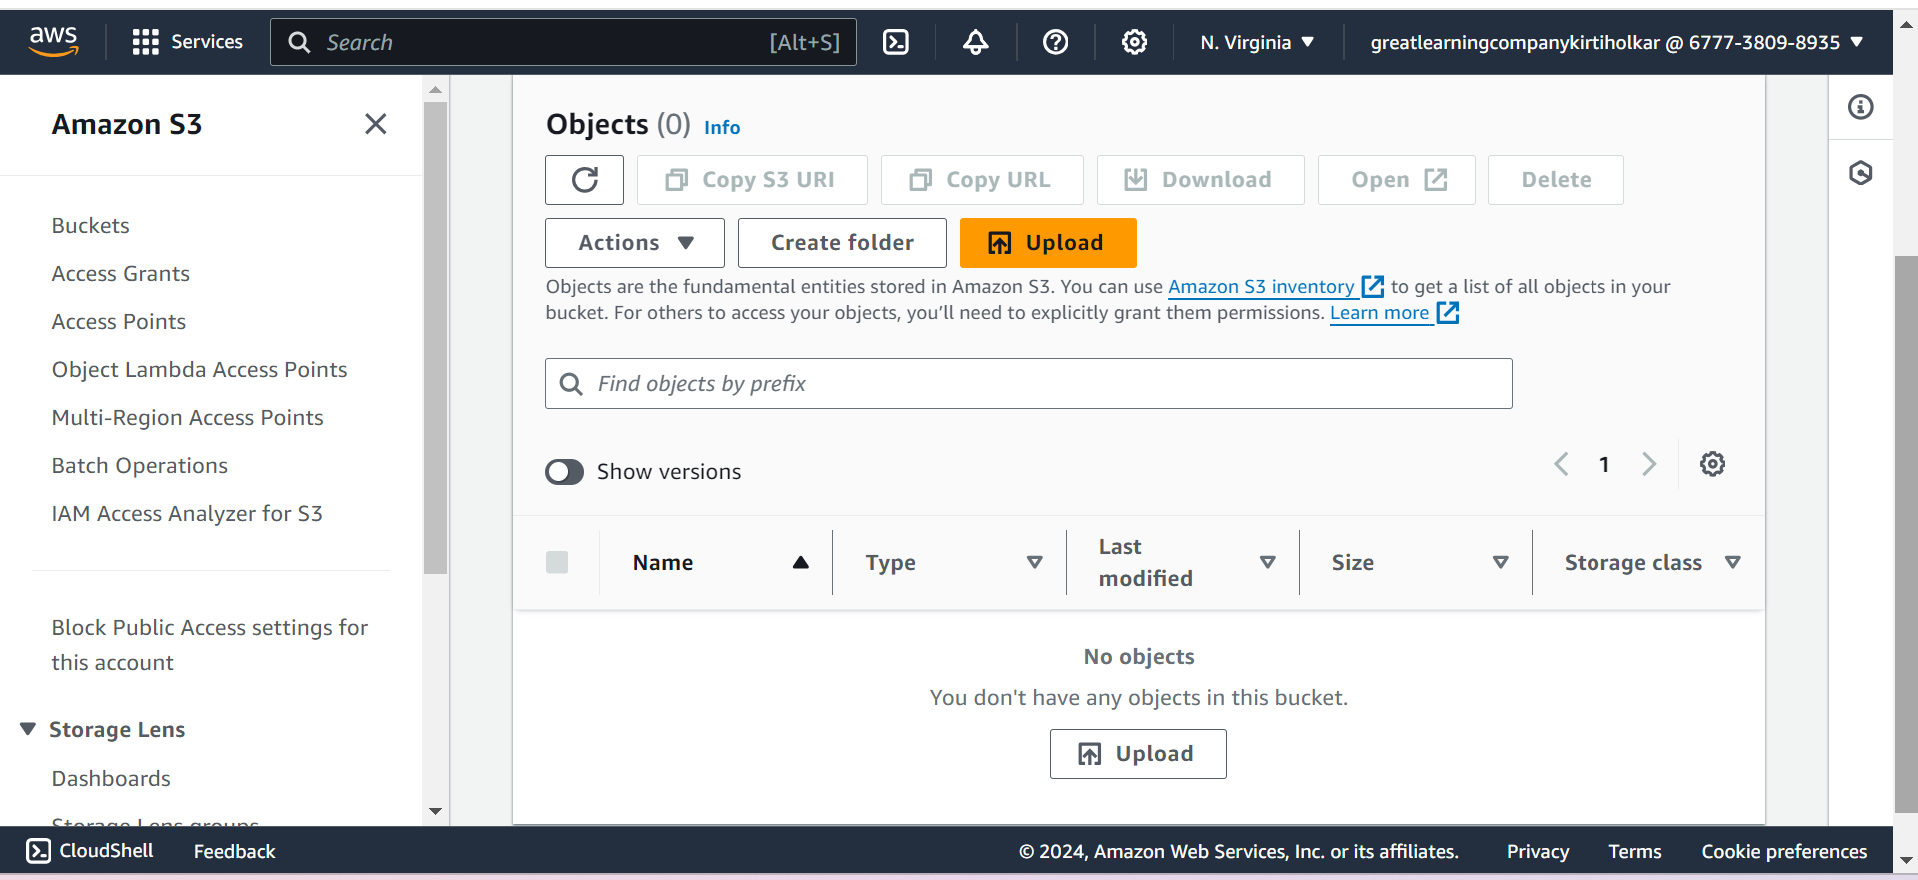 aws
Services
Search [Alt+S]
N. Virginia
greatlearningcompanykirtiholkar @ 6777-3809-8935
Amazon S3
Buckets
Access Grants
Access Points
Object Lambda Access Points
Multi-Region Access Points
Batch Operations
IAM Access Analyzer for S3
Block Public Access settings for
this account
Storage Lens
Dashboards
Storage Lens groups
Objects (0) Info
Copy S3 URI
Copy URL
Download
Open
Delete
Actions
Create folder
Upload
Objects are the fundamental entities stored in Amazon S3. You can use Amazon S3 inventory to get a list of all objects in your
bucket. For others to access your objects, you’ll need to explicitly grant them permissions. Learn more
Find objects by prefix
Show versions
1
Name
Type
Last
modified
Size
Storage class
No objects
You don't have any objects in this bucket.
Upload
CloudShell
Feedback
© 2024, Amazon Web Services, Inc. or its affiliates.
Privacy
Terms
Cookie preferences